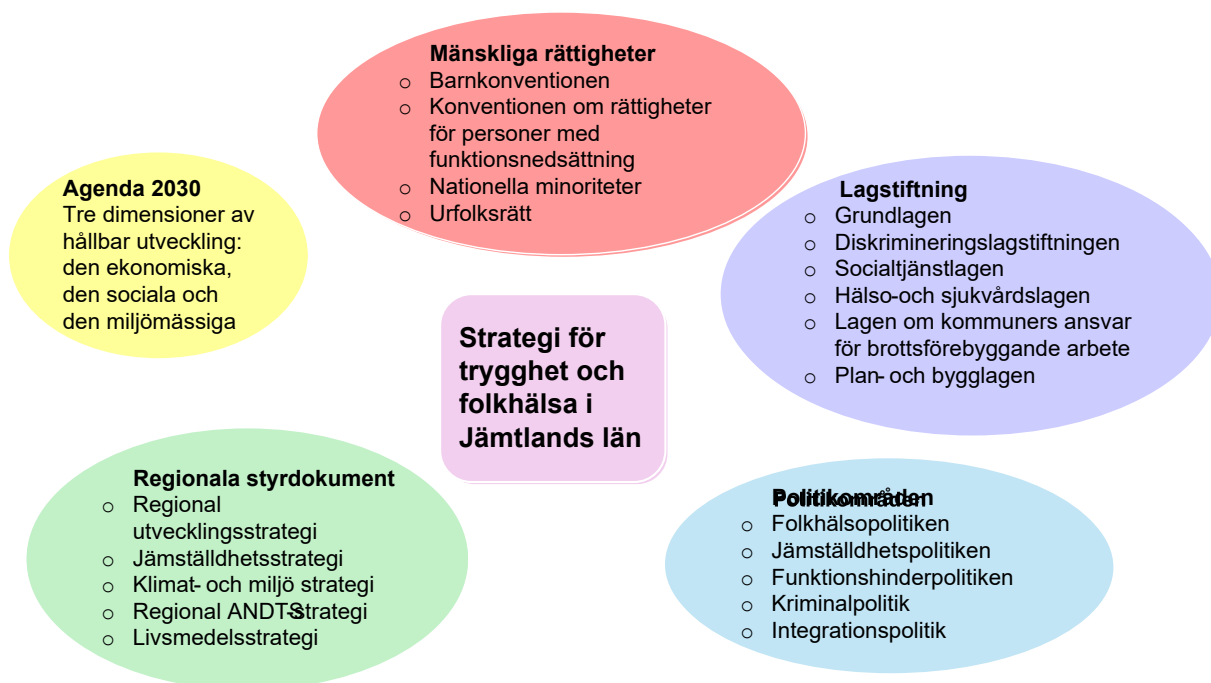 Mänskliga rättigheter
o Barnkonventionen
o Konventionen om rättigheter
för personer med
funktionsnedsättning
o Nationella minoriteter
o Urfolksrätt
Agenda 2030
Tre dimensioner av
hållbar utveckling:
den ekonomiska,
den sociala och
den miljömässiga
Lagstiftning
o Grundlagen
o Diskrimineringslagstiftningen
o Socialtjänstlagen
o Hälso-och sjukvårdslagen
o Lagen om kommuners ansvar
för brottsförebyggande arbete
o Plan- och bygglagen
Strategi för
trygghet och
folkhälsa i
Jämtlands län
Regionala styrdokument
o Regional
utvecklingsstrategi
o Jämställdhetsstrategi
o Klimat- och miljö strategi
o Regional ANDTS-strategi
o Livsmedelsstrategi
Politikområden
o Folkhälsopolitiken
o Jämställdhetspolitiken
o Funktionshinderpolitiken
o Kriminalpolitik
o Integrationspolitik